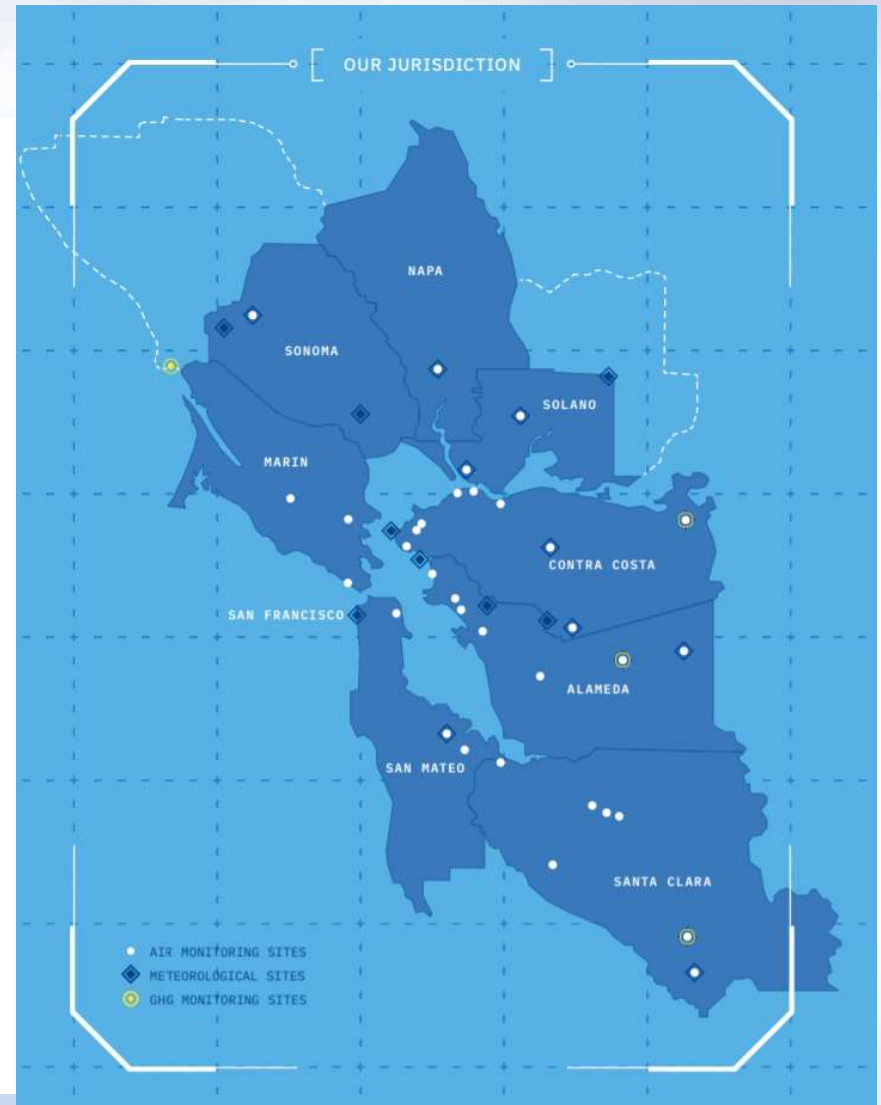 OUR JURISDICTION
NAPA
SONOMA
SOLANO
MARIN
CONTRA COSTA
SAN FRANCISCO
ALAMEDA
SAN MATEO
SANTA CLARA
AIR MONITORING SITES
METEOROLOGICAL SITES
GHG MONITORING SITES